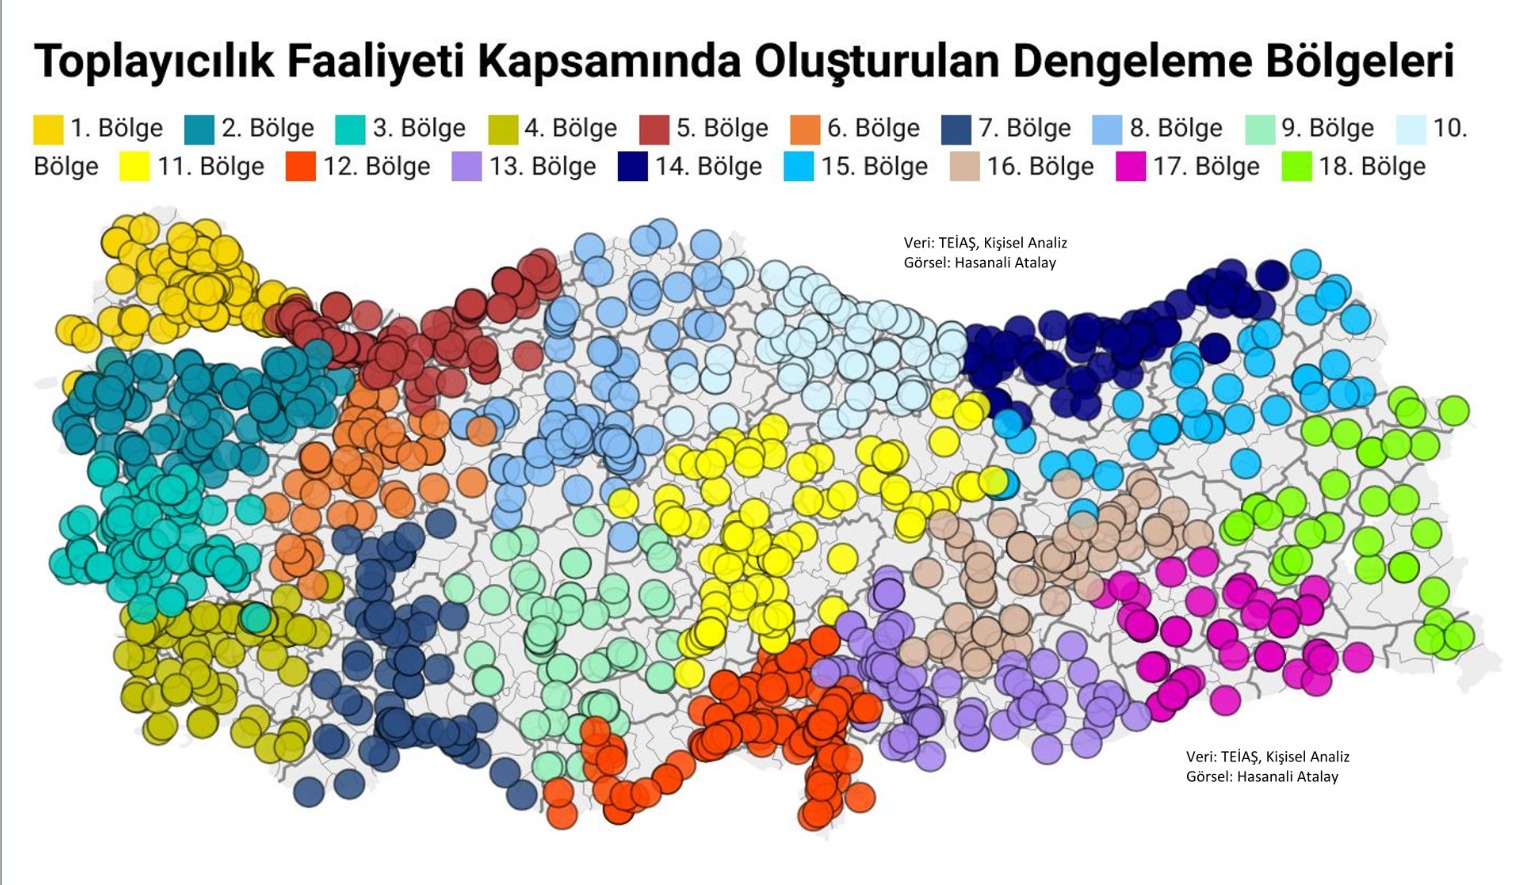 Toplayıcılık Faaliyeti Kapsamında Oluşturulan Dengeleme Bölgeleri
1. Bölge 2. Bölge 3. Bölge 4. Bölge 5. Bölge 6. Bölge 7. Bölge 8. Bölge 9. Bölge 10.
Bölge 11. Bölge 12. Bölge 13. Bölge 14. Bölge 15. Bölge 16. Bölge 17. Bölge 18. Bölge
Veri: TEİAŞ, Kişisel Analiz
Görsel: Hasanali Atalay
Veri: TEİAŞ, Kişisel Analiz
Görsel: Hasanali Atalay